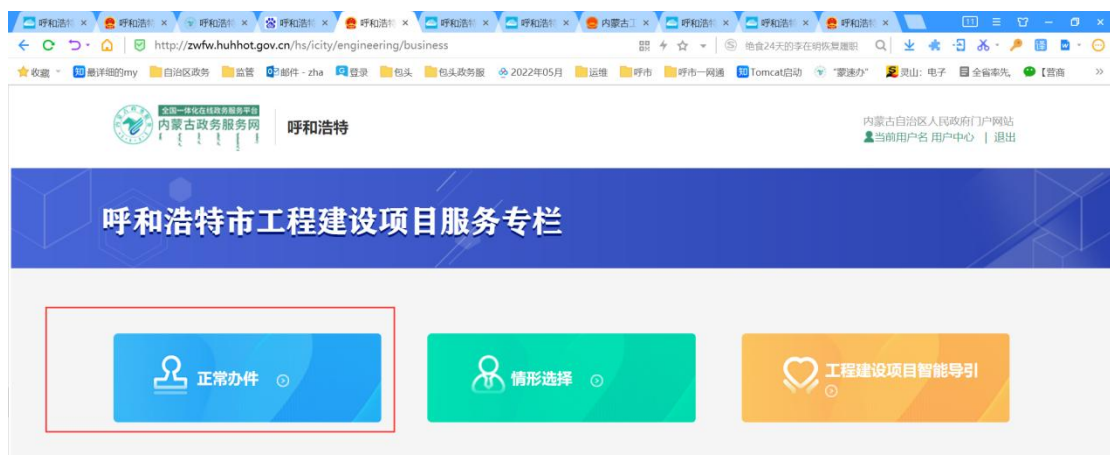 呼和浩特 呼和浩特 呼和浩特 呼和浩特 呼和浩特 呼和浩特 呼和浩特 内蒙古 呼和浩特 呼和浩特 呼和浩特 11
http://zwfw.huhhot.gov.cn/hs/icity/engineering/business 绝食24天的李在明恢复履职
收藏 最详细的my 自治区政务 监管 邮件 - zha 登录 包头 包头政务服 2022年05月 运维 呼市 呼市一网通 Tomcat启动 “蒙速办” 灵山：电子 全省率先, 【营商 »
全国一体化在线政务服务平台
内蒙古政务服务网
呼和浩特
内蒙古自治区人民政府门户网站
当前用户名 用户中心 | 退出
呼和浩特市工程建设项目服务专栏
正常办件
情形选择
工程建设项目智能导引